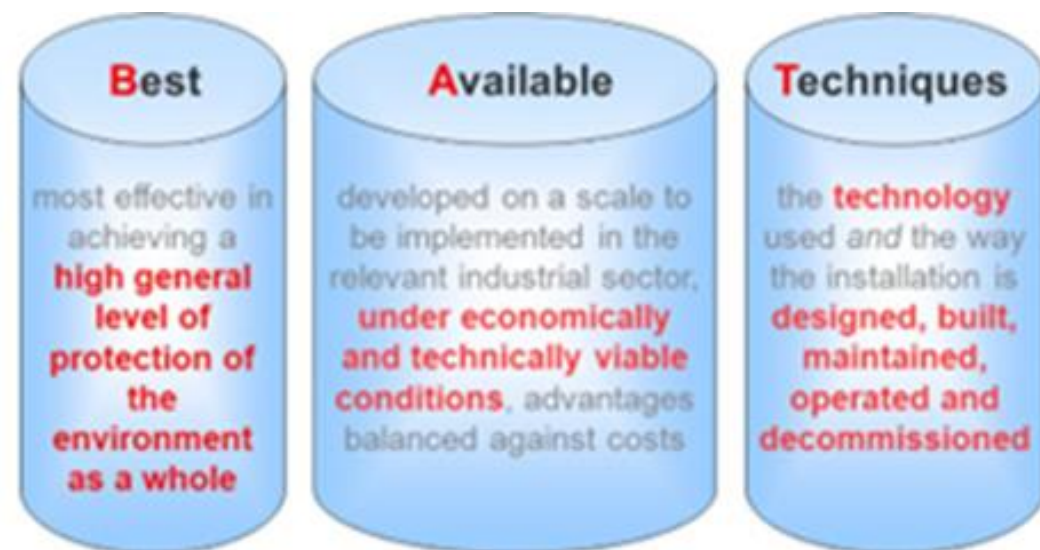 Best
most effective in
achieving a
high general
level of
protection of
the
environment
as a whole
Available
developed on a scale to
be implemented in the
relevant industrial sector,
under economically
and technically viable
conditions, advantages
balanced against costs
Techniques
the technology
used and the way
the installation is
designed, built,
maintained,
operated and
decommissioned